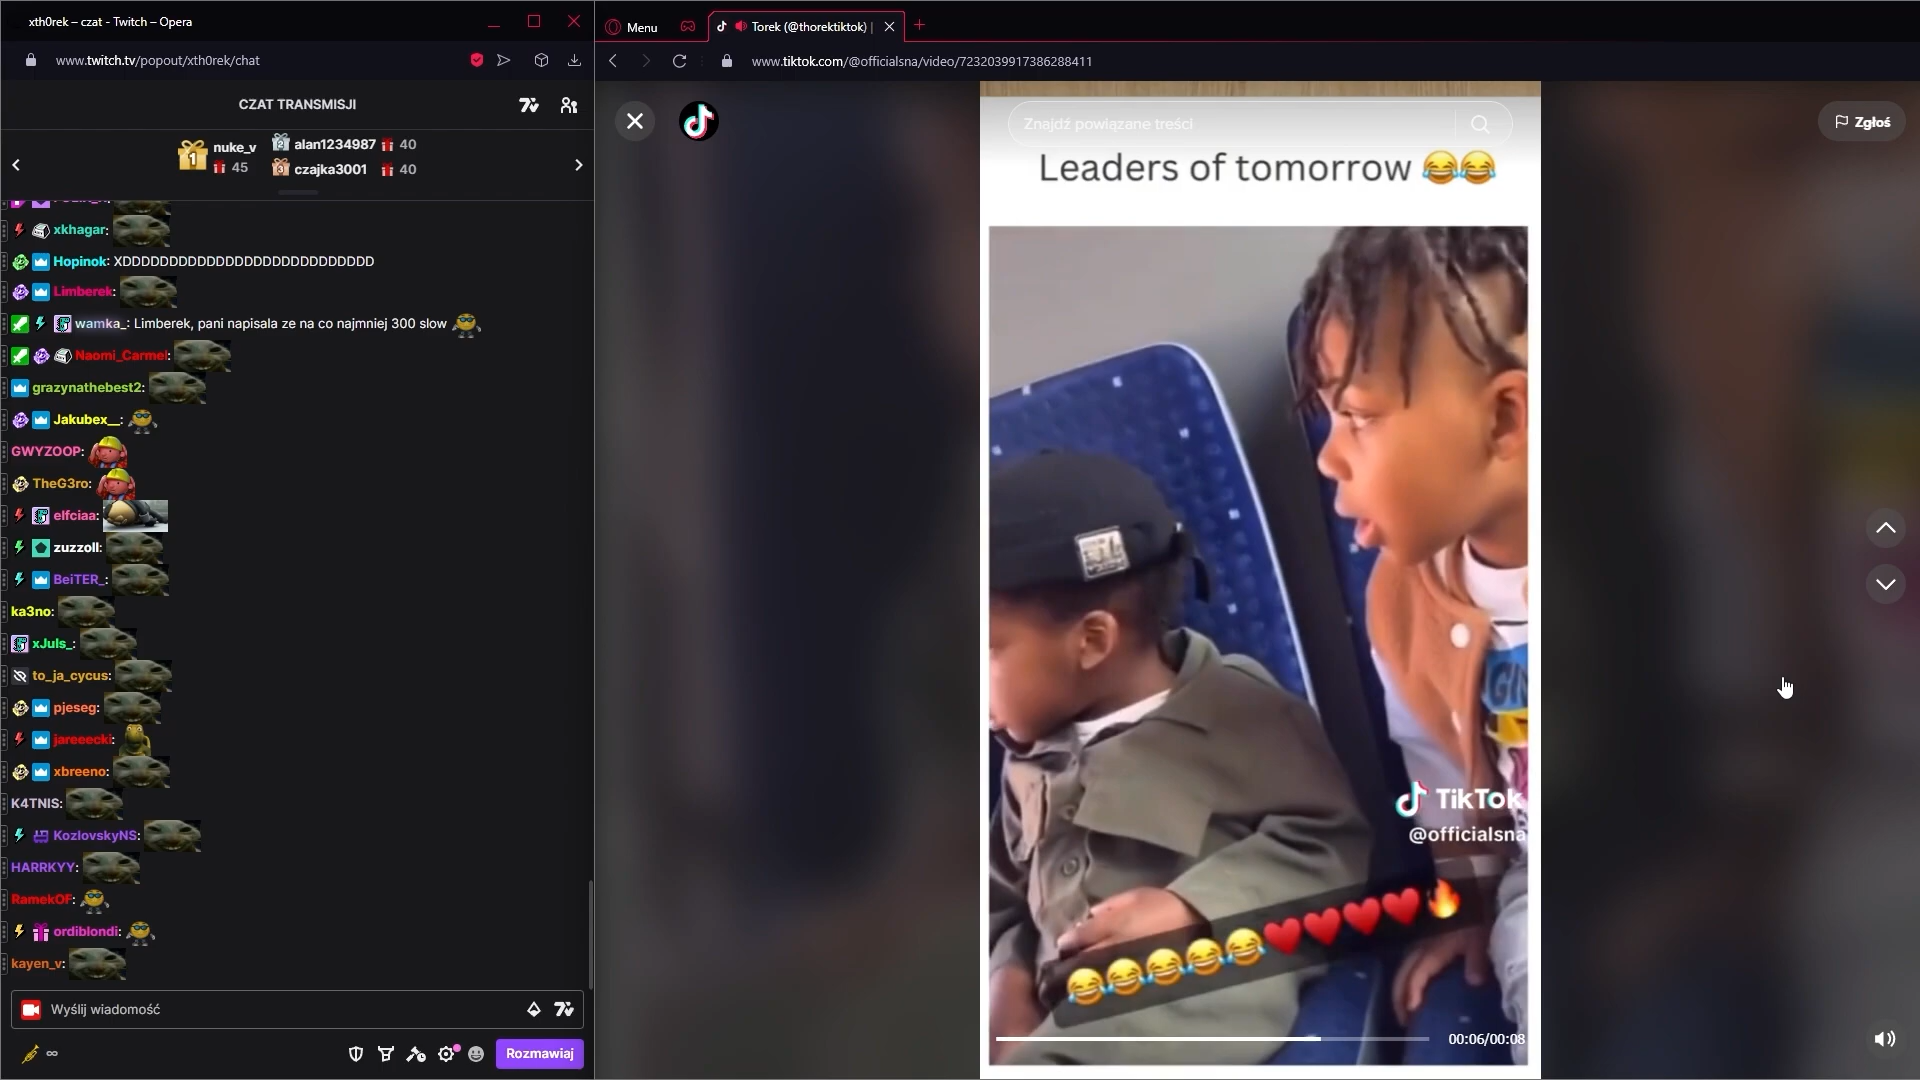 xth0rek – czat - Twitch – Opera
www.twitch.tv/popout/xth0rek/chat
CZAT TRANSMISJI
1 nuke_v 45
2 alan1234987 40
3 czajka3001 40
xkhagar:
Hopinok: XDDDDDDDDDDDDDDDDDDDDDDDDDDD
Limberek:
wamka_: Limberek, pani napisala ze na co najmniej 300 slow
Naomi_Carmel:
grazynathebest2:
Jakubex__:
GWYZOOP:
TheG3ro:
elfciaa:
zuzzoll:
BeiTER_:
ka3no:
xJuls_:
to_ja_cycus:
pjeseg:
jareeecki:
xbreeno:
K4TNIS:
KozlovskyNS:
HARRKYY:
RamekOF:
ordiblondi:
kayen_v:
Wyślij wiadomość
∞
Rozmawiaj
Menu
Torek (@thorektiktok) |
www.tiktok.com/@officialsna/video/7232039917386288411
Znajdź powiązane treści
Zgłoś
Leaders of tomorrow 😂😂
TikTok
@officialsna
😂😂😂😂😂❤️❤️❤️❤️🔥
00:06/00:08